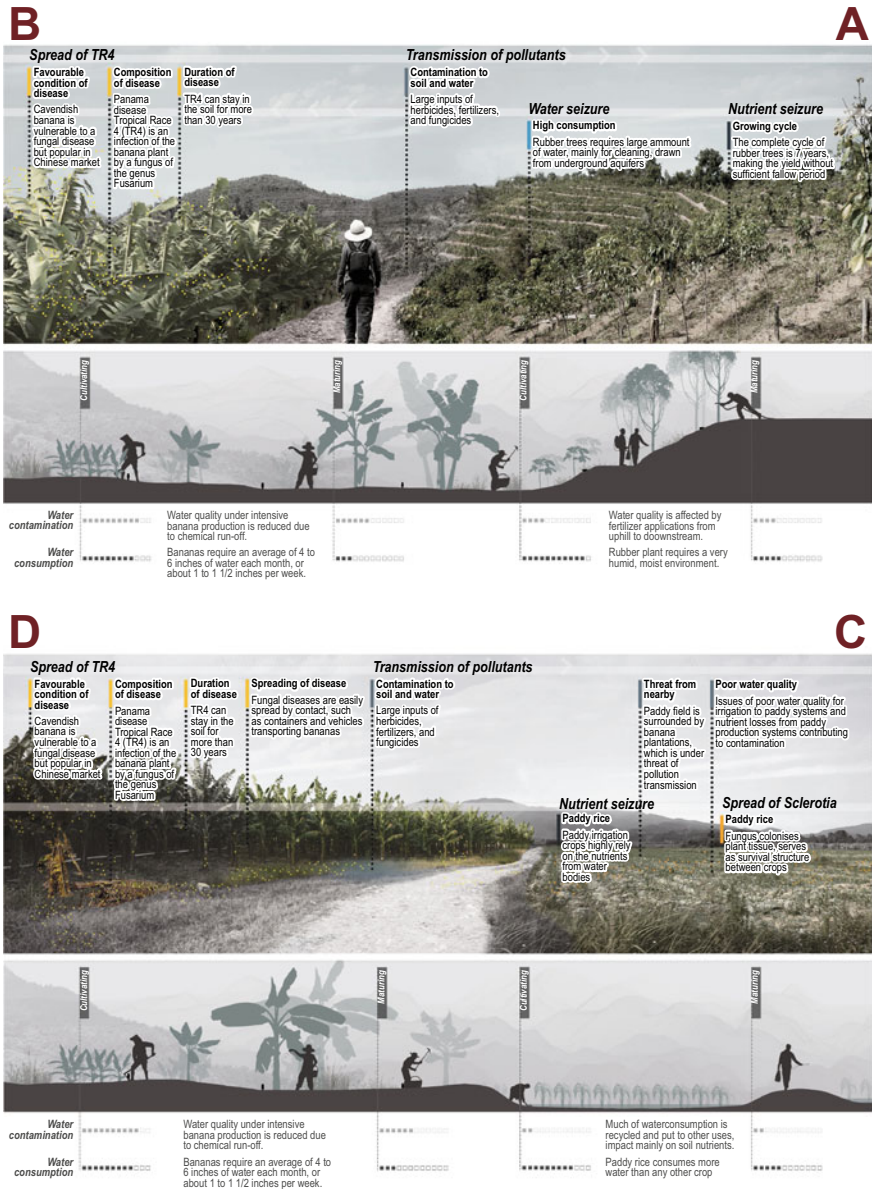 B
A
Spread of TR4
Transmission of pollutants
Favourable
condition of
disease
Cavendish
banana is
vulnerable to a
fungal disease
but popular in
Chinese market
Composition
of disease
Panama
disease
Tropical Race
4 (TR4) is an
infection of the
banana plant
by a fungus of
the genus
Fusarium
Duration of
disease
TR4 can stay in
the soil for more
than 30 years
Contamination to
soil and water
Large inputs of
herbicides, fertilizers,
and fungicides
Water seizure
High consumption
Rubber trees requires large ammount
of water, mainly for cleaning, drawn
from underground aquifers
Nutrient seizure
Growing cycle
The complete cycle of
rubber trees is 7 years,
making the yield without
sufficient fallow period
Cultivating
Maturing
Cultivating
Maturing
Water
contamination
Water quality under intensive
banana production is reduced due
to chemical run-off.
Water quality is affected by
fertilizer applications from
uphill to doownstream.
Water
consumption
Bananas require an average of 4 to
6 inches of water each month, or
about 1 to 1 1/2 inches per week.
Rubber plant requires a very
humid, moist environment.
D
C
Spread of TR4
Transmission of pollutants
Favourable
condition of
disease
Cavendish
banana is
vulnerable to a
fungal disease
but popular in
Chinese market
Composition
of disease
Panama
disease
Tropical Race
4 (TR4) is an
infection of the
banana plant
by a fungus of
the genus
Fusarium
Duration
of disease
TR4 can
stay in the
soil for
more than
30 years
Spreading of disease
Fungal diseases are easily
spread by contact, such
as containers and vehicles
transporting bananas
Contamination to
soil and water
Large inputs of
herbicides,
fertilizers, and
fungicides
Threat from
nearby
Paddy field is
surrounded by
banana
plantations,
which is under
threat of
pollution
transmission
Poor water quality
Issues of poor water quality for
irrigation to paddy systems and
nutrient losses from paddy
production systems contributing
to contamination
Nutrient seizure
Paddy rice
Paddy irrigation
crops highly rely
on the nutrients
from water
bodies
Spread of Sclerotia
Paddy rice
Fungus colonises
plant tissue, serves
as survival structure
between crops
Cultivating
Maturing
Cultivating
Maturing
Water
contamination
Water quality under intensive
banana production is reduced due
to chemical run-off.
Much of waterconsumption is
recycled and put to other uses,
impact mainly on soil nutrients.
Water
consumption
Bananas require an average of 4 to
6 inches of water each month, or
about 1 to 1 1/2 inches per week.
Paddy rice consumes more
water than any other crop